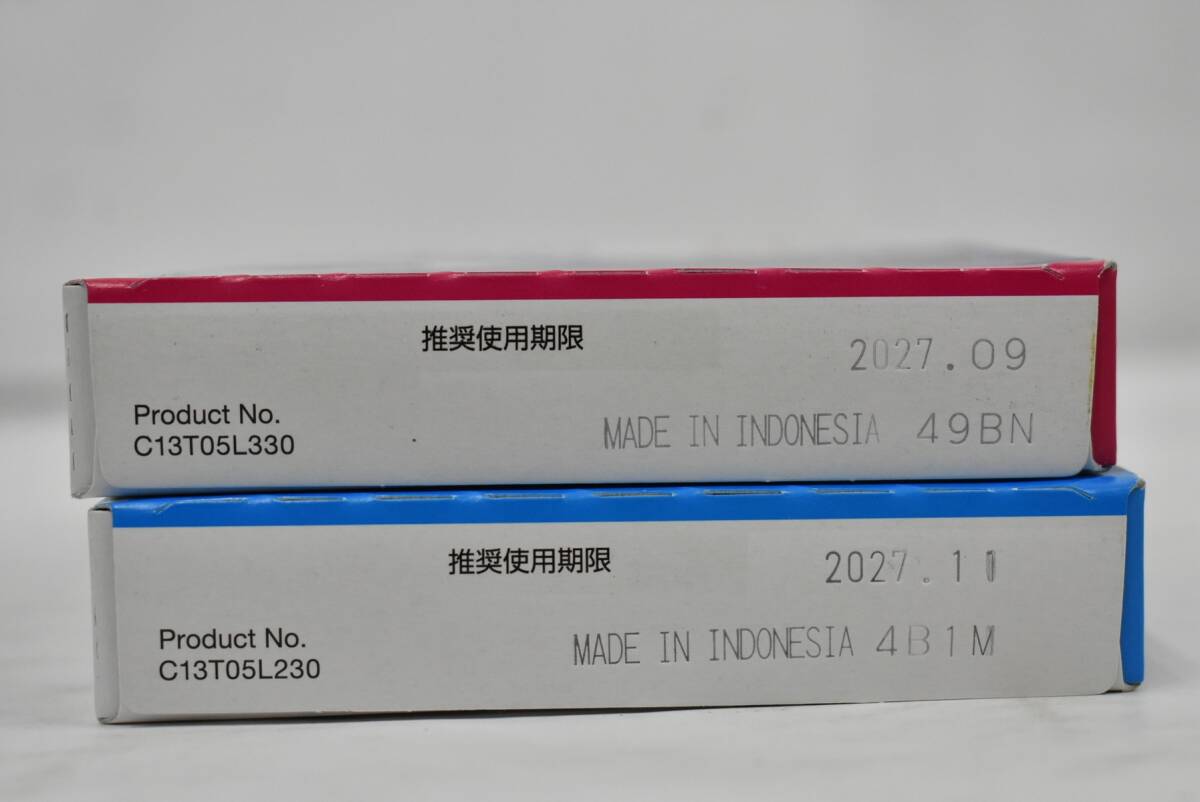 推奨使用期限
2027.09
Product No.
C13T05L330
MADE IN INDONESIA 49BN
推奨使用期限
2027.11
Product No.
C13T05L230
MADE IN INDONESIA 4B1M